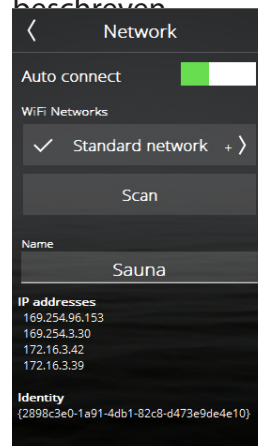 beschreven
Network
Auto connect
WiFi Networks
Standard network +
Scan
Name
Sauna
IP addresses
169.254.96.153
169.254.3.30
172.16.3.42
172.16.3.39
Identity
{2898c3e0-1a91-4db1-82c8-d473e9de4e10}